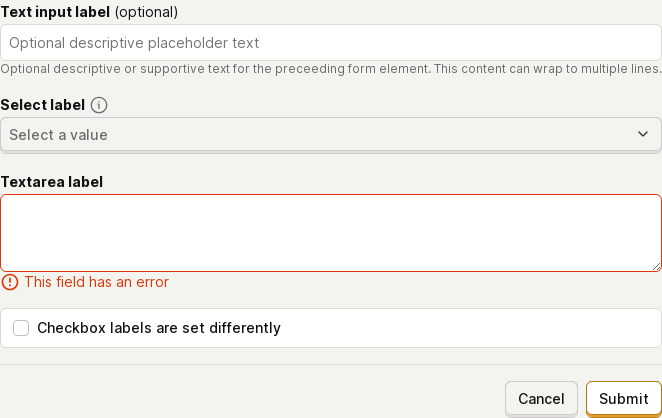 Text input label (optional)
Optional descriptive placeholder text
Optional descriptive or supportive text for the preceeding form element. This content can wrap to multiple lines.
Select label
Select a value
Textarea label
This field has an error
Checkbox labels are set differently
Cancel Submit